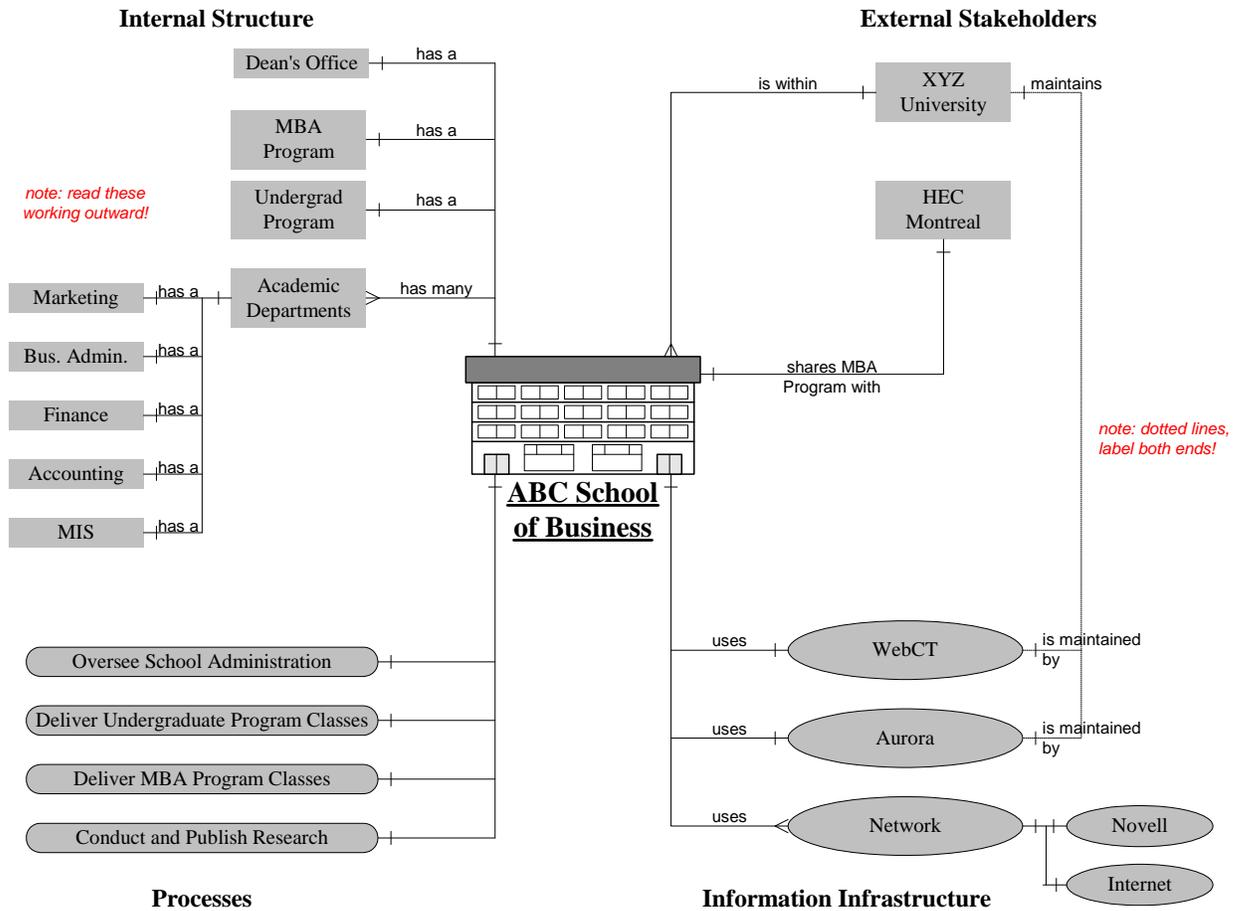 Internal Structure
External Stakeholders
Dean's Office
has a
MBA
Program
has a
Undergrad
Program
has a
note: read these
working outward!
Academic
Departments
has many
Marketing
has a
Bus. Admin.
has a
Finance
has a
Accounting
has a
MIS
has a
is within
XYZ
University
maintains
HEC
Montreal
shares MBA
Program with
note: dotted lines,
label both ends!
ABC School
of Business
Oversee School Administration
Deliver Undergraduate Program Classes
Deliver MBA Program Classes
Conduct and Publish Research
Processes
uses
WebCT
is maintained
by
uses
Aurora
is maintained
by
uses
Network
Novell
Internet
Information Infrastructure